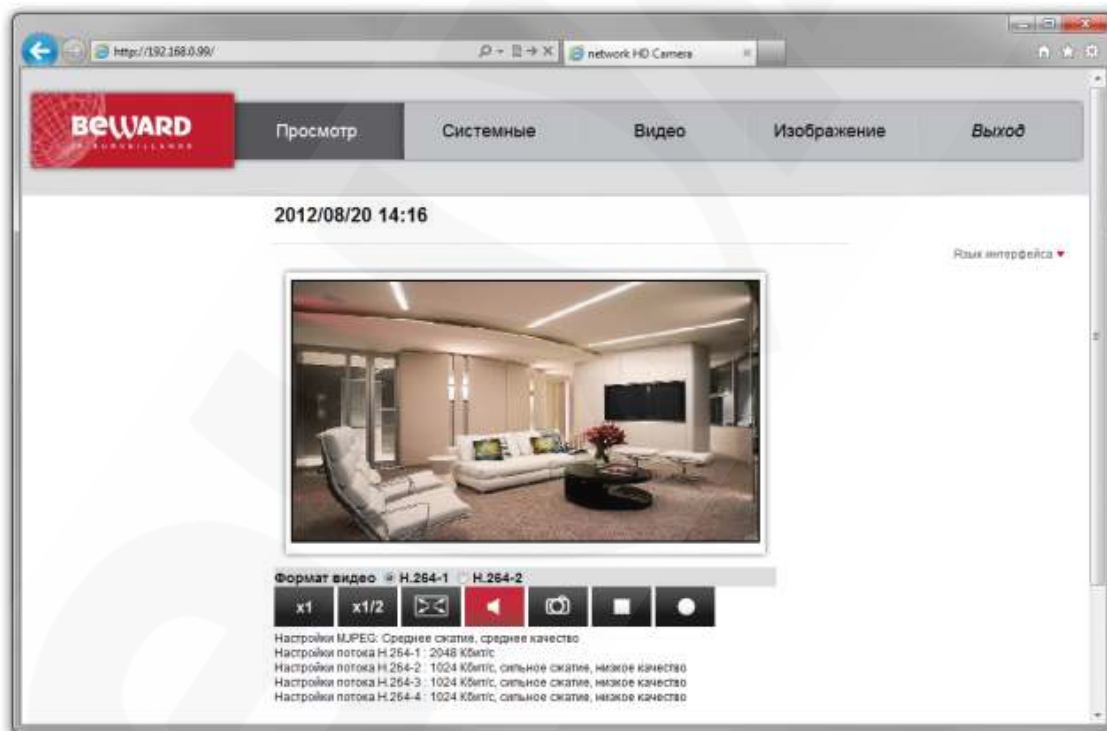 http://192.168.0.99/
network HD Camera
BEWARD
IP SURVEILLANCE
Просмотр
Системные
Видео
Изображение
Выход
2012/08/20 14:16
Язык интерфейса
Формат видео H.264-1 H.264-2
x1
x1/2
Настройки MJPEG: Среднее сжатие, среднее качество
Настройки потока H.264-1 : 2048 Кбит/с
Настройки потока H.264-2 : 1024 Кбит/с, сильное сжатие, низкое качество
Настройки потока H.264-3 : 1024 Кбит/с, сильное сжатие, низкое качество
Настройки потока H.264-4 : 1024 Кбит/с, сильное сжатие, низкое качество